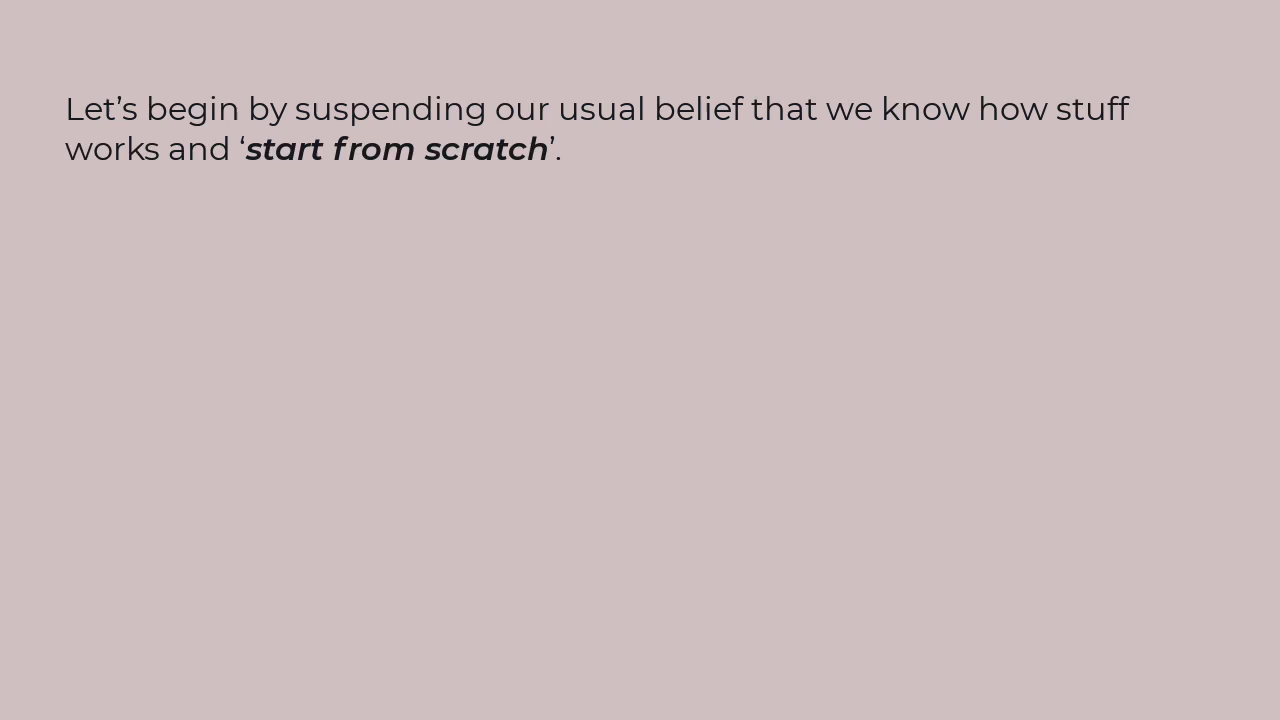 Let’s begin by suspending our usual belief that we know how stuff
works and ‘start from scratch’.